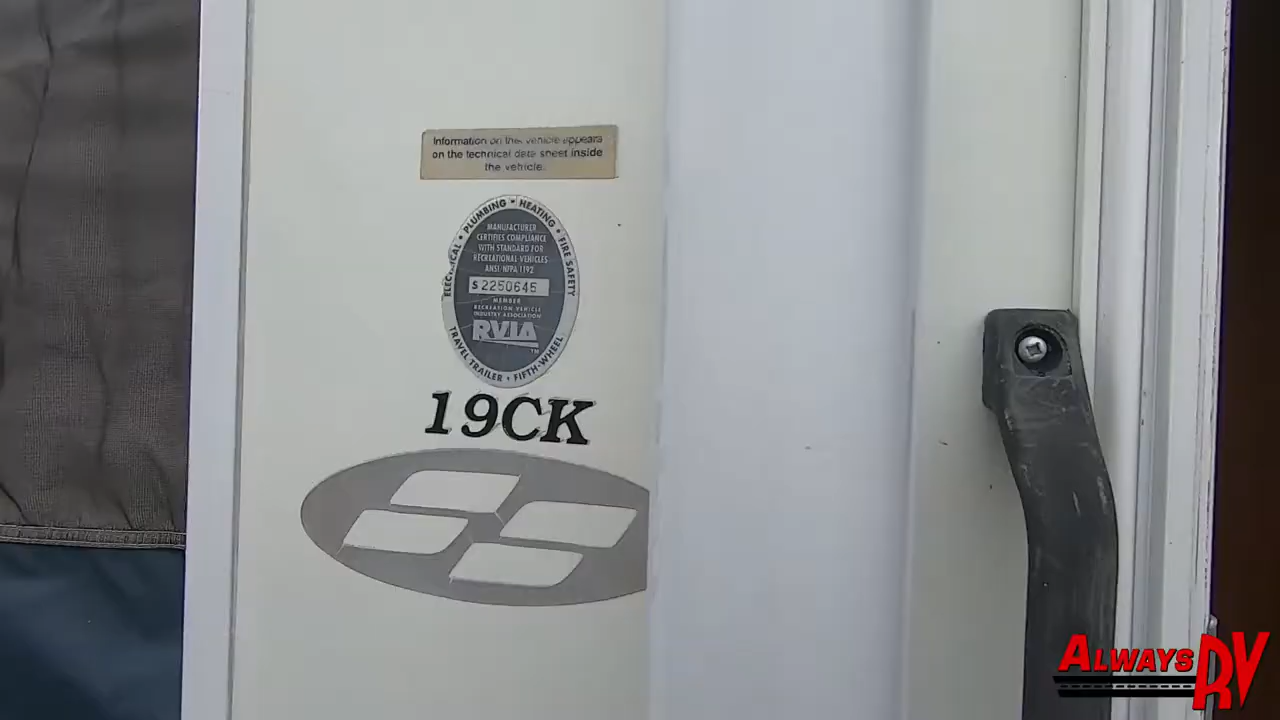 Information on the vehicle appears
on the technical data sheet inside
the vehicle.
ELECTRICAL • PLUMBING • HEATING • FIRE SAFETY
MANUFACTURER
CERTIFIES COMPLIANCE
WITH STANDARD FOR
RECREATIONAL VEHICLES
ANSI/NFPA 1192
S 2250645
MEMBER
RECREATION VEHICLE
INDUSTRY ASSOCIATION
RVIA
TM
TRAVEL TRAILER • FIFTH-WHEEL
19CK
ALWAYS RV